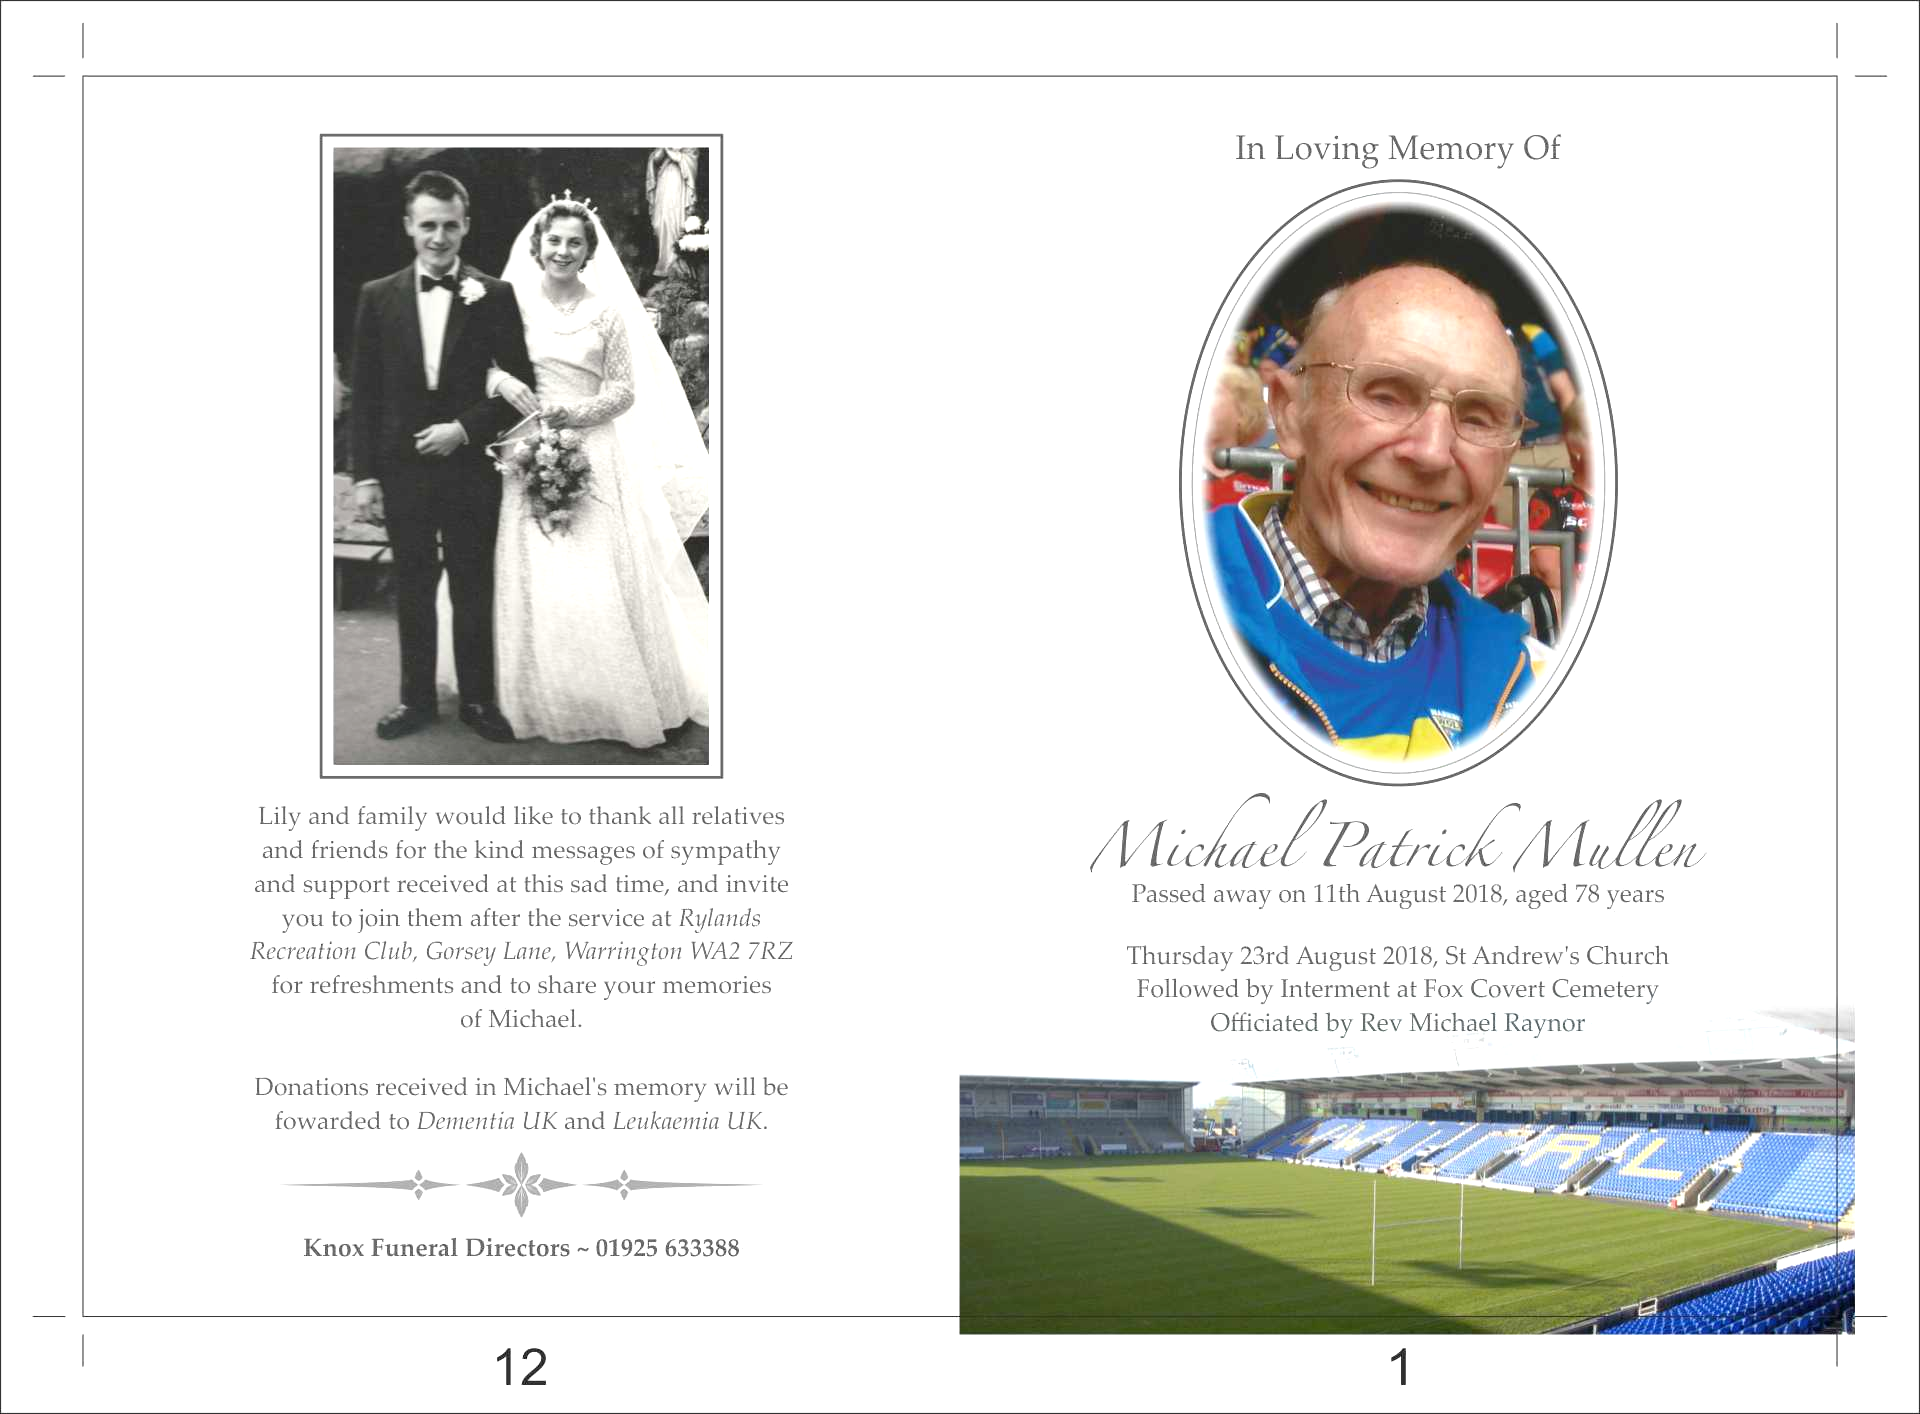 Lily and family would like to thank all relatives
and friends for the kind messages of sympathy
and support received at this sad time, and invite
you to join them after the service at Rylands
Recreation Club, Gorsey Lane, Warrington WA2 7RZ
for refreshments and to share your memories
of Michael.
Donations received in Michael's memory will be
fowarded to Dementia UK and Leukaemia UK.
Knox Funeral Directors ~ 01925 633388
12
In Loving Memory Of
Michael Patrick Mullen
Passed away on 11th August 2018, aged 78 years
Thursday 23rd August 2018, St Andrew's Church
Followed by Interment at Fox Covert Cemetery
Officiated by Rev Michael Raynor
1